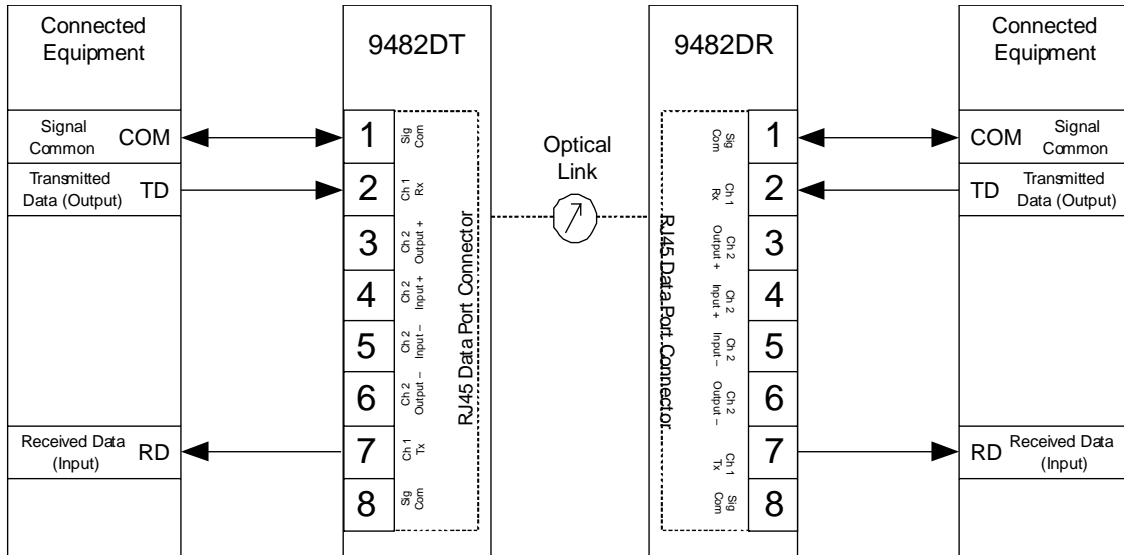 Connected
Equipment
9482DT
9482DR
Connected
Equipment
Signal
Common
COM
1
Sig
Com
Optical
Link
Sig
Com
1
COM
Signal
Common
Transmitted
Data (Output)
TD
2
Ch 1
Rx
Ch 1
Rx
2
TD
Transmitted
Data (Output)
3
Ch 2
Output +
Ch 2
Output +
3
4
Ch 2
Input +
Ch 2
Input +
4
5
Ch 2
Input –
Ch 2
Input –
5
6
Ch 2
Output –
Ch 2
Output –
6
RJ45 Data Port Connector
RJ45 Data Port Connector
Received Data
(Input)
RD
7
Ch 1
Tx
Ch 1
Tx
7
RD
Received Data
(Input)
8
Sig
Com
Sig
Com
8